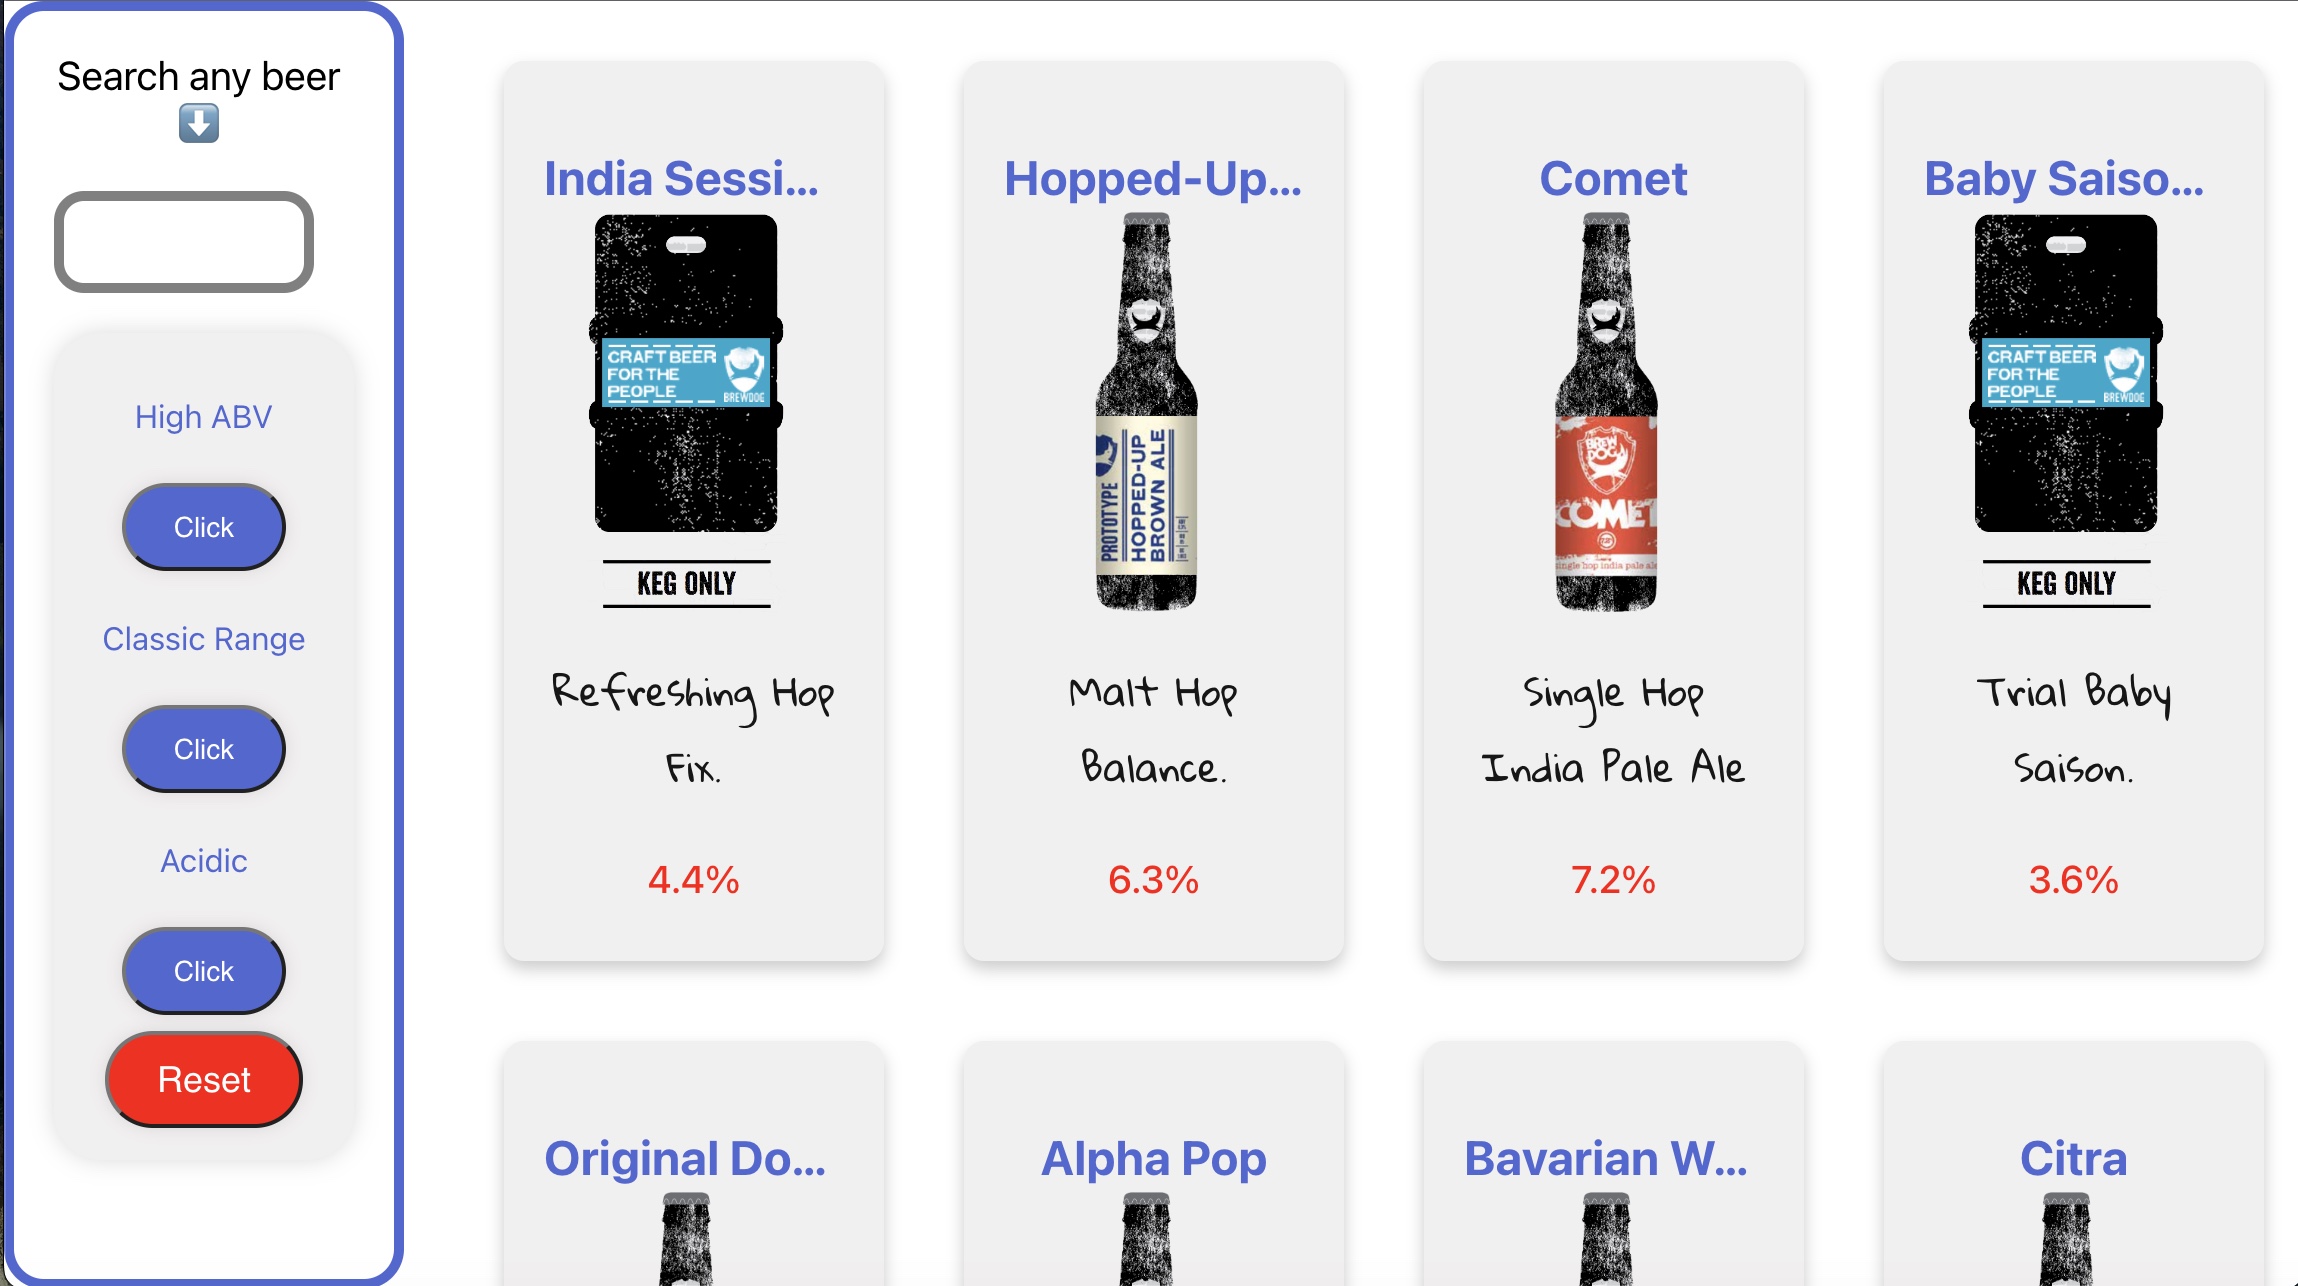 Search any beer
⬇️
High ABV
Click
Classic Range
Click
Acidic
Click
Reset
India Sessi...
CRAFT BEER
FOR THE
PEOPLE
BREWDOG
KEG ONLY
Refreshing Hop
Fix.
4.4%
Hopped-Up...
PROTOTYPE
HOPPED-UP
BROWN ALE
Malt Hop
Balance.
6.3%
Comet
BREW
DOG
COMET
single hop india pale ale
Single Hop
India Pale Ale
7.2%
Baby Saiso...
CRAFT BEER
FOR THE
PEOPLE
BREWDOG
KEG ONLY
Trial Baby
Saison.
3.6%
Original Do...
Alpha Pop
Bavarian W...
Citra